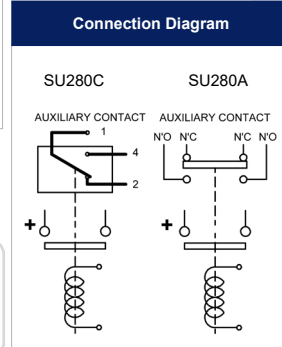 Connection Diagram
SU280C SU280A
AUXILIARY CONTACT AUXILIARY CONTACT
1 N'O N'C N'C N'O
4
2
+ +